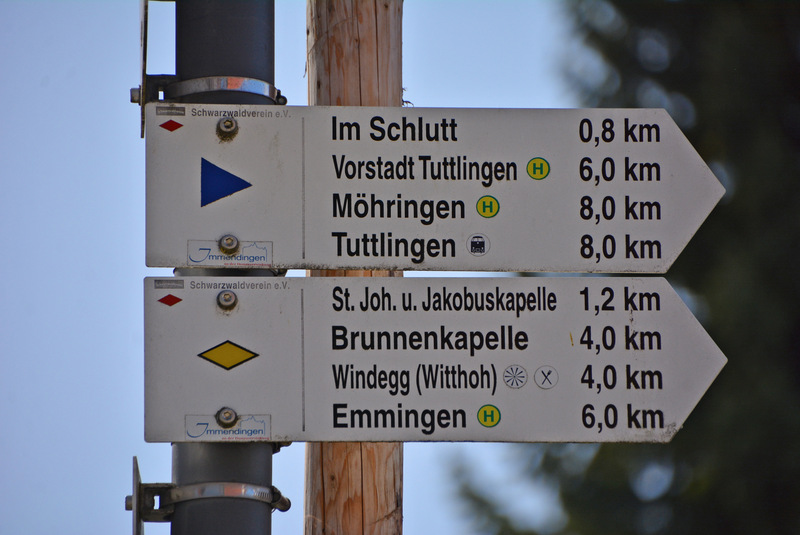 Schwarzwaldverein e.V.
Im Schlutt 0,8 km
Vorstadt Tuttlingen H 6,0 km
Möhringen H 8,0 km
Tuttlingen 8,0 km
Immendingen
Schwarzwaldverein e.V.
St. Joh. u. Jakobuskapelle 1,2 km
Brunnenkapelle 4,0 km
Windegg (Witthoh) 4,0 km
Emmingen H 6,0 km
Immendingen